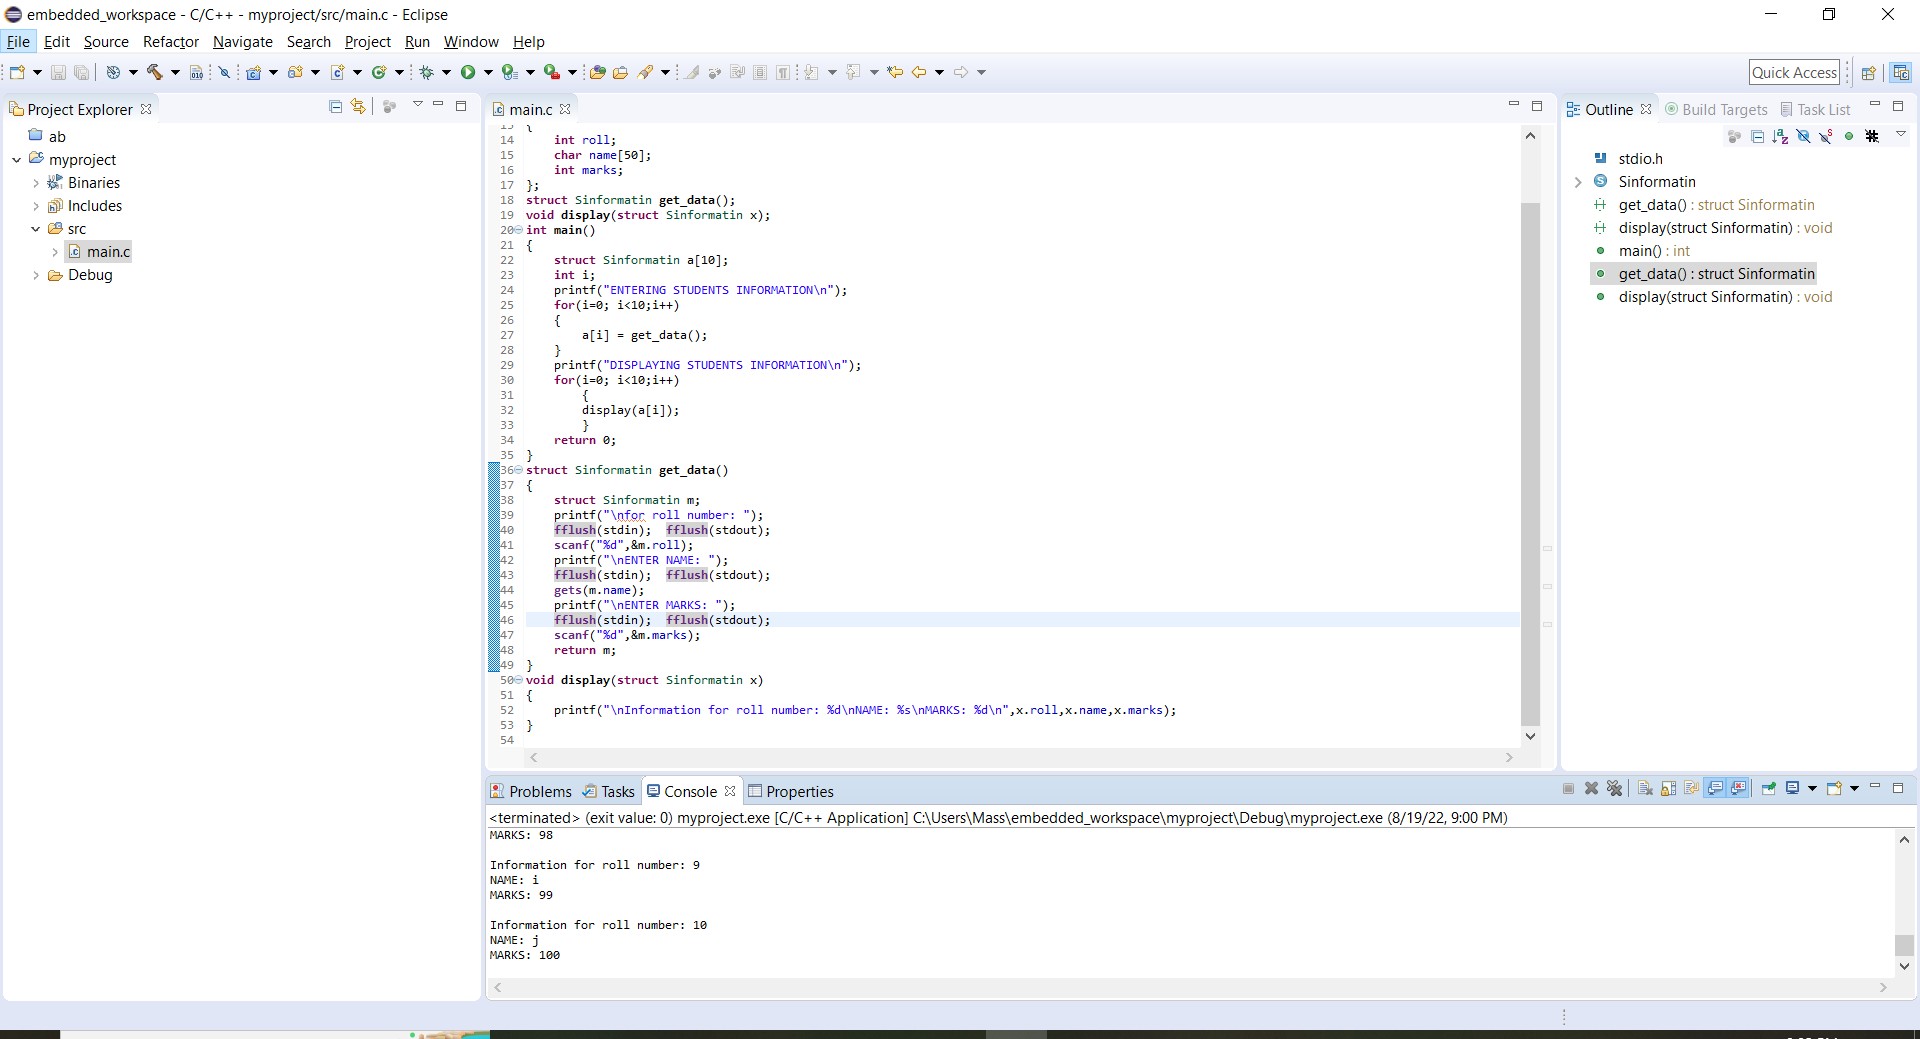 embedded_workspace - C/C++ - myproject/src/main.c - Eclipse
File Edit Source Refactor Navigate Search Project Run Window Help
Quick Access
Project Explorer
ab
myproject
Binaries
Includes
src
main.c
Debug
main.c
13 {
14     int roll;
15     char name[50];
16     int marks;
17 };
18 struct Sinformatin get_data();
19 void display(struct Sinformatin x);
20 int main()
21 {
22     struct Sinformatin a[10];
23     int i;
24     printf("ENTERING STUDENTS INFORMATION\n");
25     for(i=0; i<10;i++)
26     {
27         a[i] = get_data();
28     }
29     printf("DISPLAYING STUDENTS INFORMATION\n");
30     for(i=0; i<10;i++)
31         {
32         display(a[i]);
33         }
34     return 0;
35 }
36 struct Sinformatin get_data()
37 {
38     struct Sinformatin m;
39     printf("\nfor roll number: ");
40     fflush(stdin);  fflush(stdout);
41     scanf("%d",&m.roll);
42     printf("\nENTER NAME: ");
43     fflush(stdin);  fflush(stdout);
44     gets(m.name);
45     printf("\nENTER MARKS: ");
46     fflush(stdin);  fflush(stdout);
47     scanf("%d",&m.marks);
48     return m;
49 }
50 void display(struct Sinformatin x)
51 {
52     printf("\nInformation for roll number: %d\nNAME: %s\nMARKS: %d\n",x.roll,x.name,x.marks);
53 }
54
Outline Build Targets Task List
stdio.h
Sinformatin
get_data() : struct Sinformatin
display(struct Sinformatin) : void
main() : int
get_data() : struct Sinformatin
display(struct Sinformatin) : void
Problems Tasks Console Properties
<terminated> (exit value: 0) myproject.exe [C/C++ Application] C:\Users\Mass\embedded_workspace\myproject\Debug\myproject.exe (8/19/22, 9:00 PM)
MARKS: 98
Information for roll number: 9
NAME: i
MARKS: 99
Information for roll number: 10
NAME: j
MARKS: 100